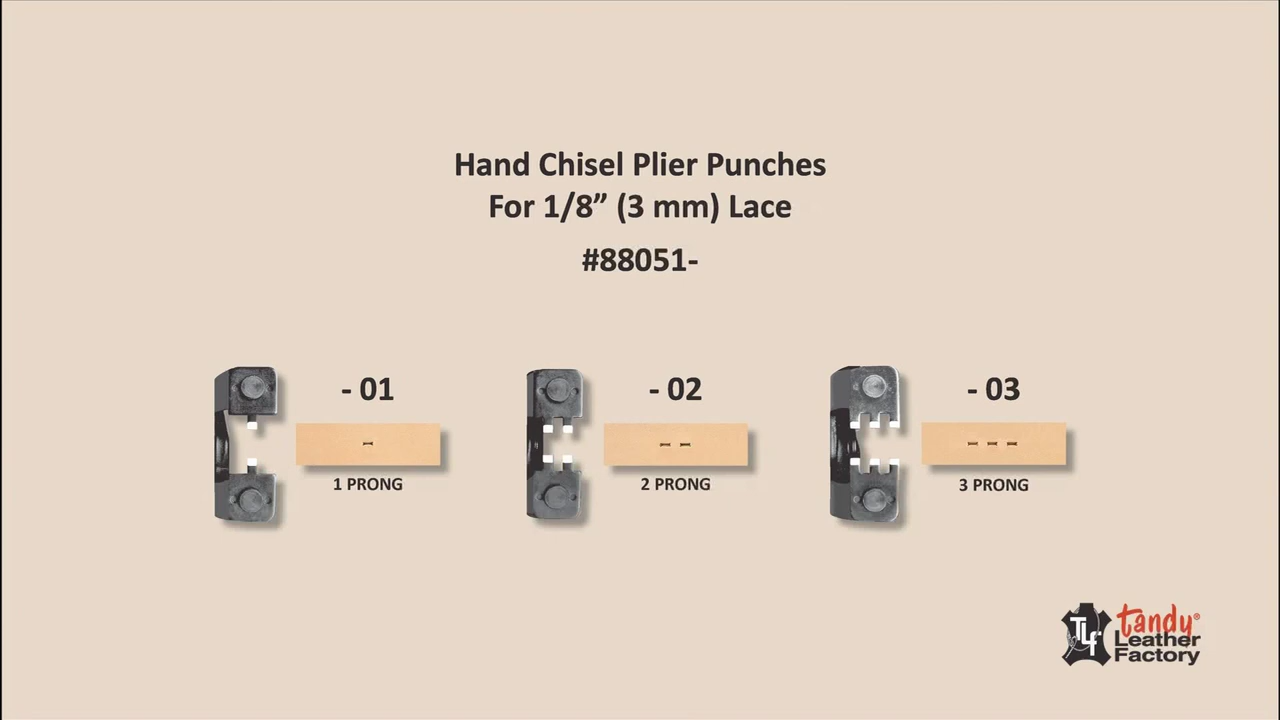 Hand Chisel Plier Punches
For 1/8” (3 mm) Lace
#88051-
- 01
- 02
- 03
1 PRONG
2 PRONG
3 PRONG
TLF
tandy®
Leather
Factory